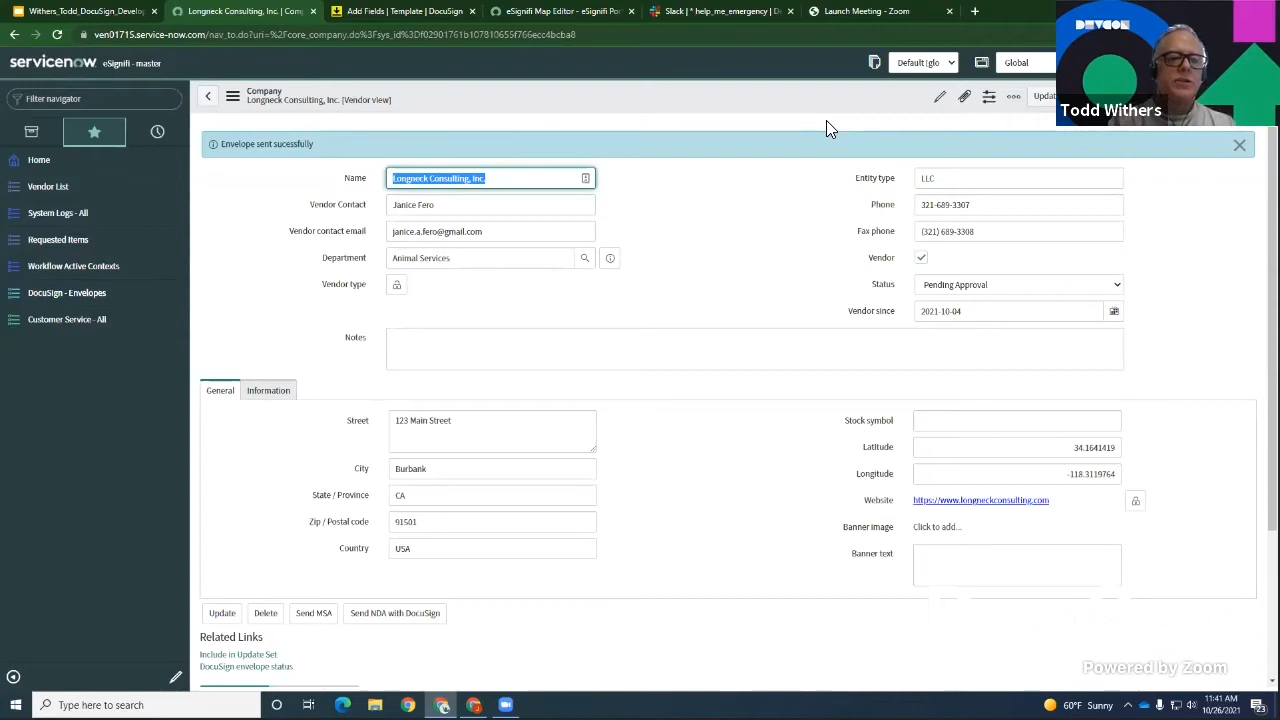 Withers_Todd_DocuSign_Develop
Longneck Consulting, Inc. | Comp
Add Fields | Template | DocuSign
eSignifi Map Editor - eSignifi Por
Slack | * help_me_emergency | De
Launch Meeting - Zoom
ven01715.service-now.com/nav_to.do?uri=%2Fcore_company.do%3Fsys_id%3D2901b107810655f766ecc4bcba8
servicenow eSignifi - master
Default [glo
Global
Filter navigator
Company
Longneck Consulting, Inc. [Vendor view]
Updat
DEVCON
Todd Withers
Envelope sent sucessfully
Home
Vendor List
System Logs - All
Requested Items
Workflow Active Contexts
DocuSign - Envelopes
Customer Service - All
Name Longneck Consulting, Inc.
Entity type LLC
Vendor Contact Janice Fero
Phone 321-689-3307
Vendor contact email janice.a.fero@gmail.com
Fax phone (321) 689-3308
Department Animal Services
Vendor
Vendor type
Status Pending Approval
Vendor since 2021-10-04
Notes
General Information
Street 123 Main Street
Stock symbol
Latitude 34.1641419
City Burbank
Longitude -118.3119764
State / Province CA
Website https://www.longneckconsulting.com
Zip / Postal code 91501
Banner image Click to add...
Country USA
Banner text
Update Delete Send MSA Send NDA with DocuSign
Related Links
Include in Update Set
DocuSign envelope status
Powered by Zoom
Type here to search
60°F Sunny
11:41 AM
10/26/2021